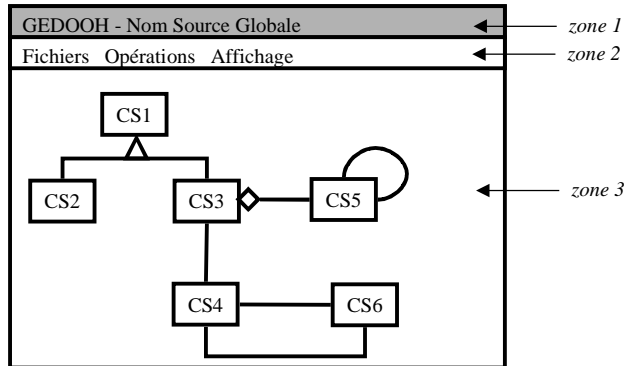 GEDOOH - Nom Source Globale
zone 1
Fichiers Opérations Affichage
zone 2
CS1
CS2
CS3
CS5
zone 3
CS4
CS6